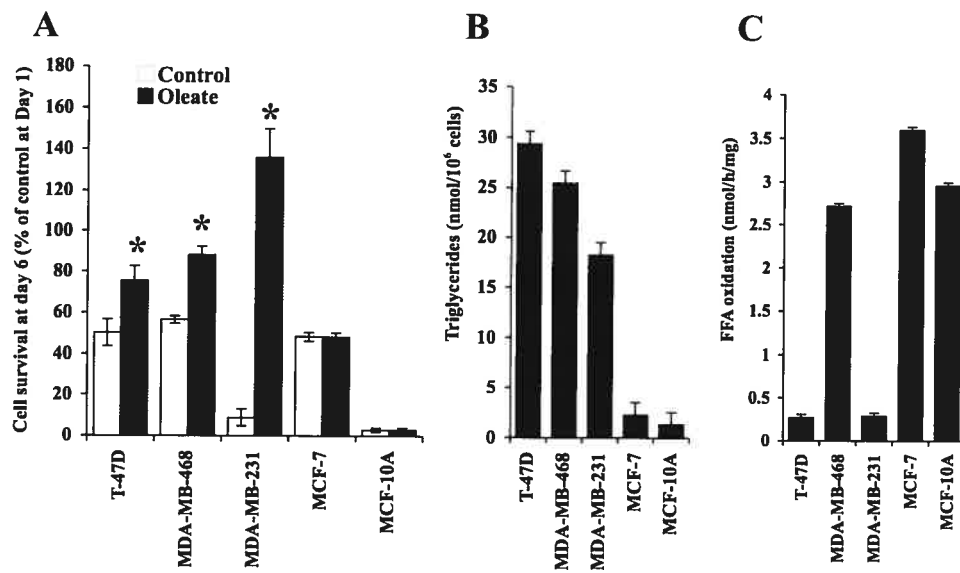 A
Cell survival at day 6 (% of control at Day 1)
180
160
140
120
100
80
60
40
20
0
Control
Oleate
*
*
*
T-47D
MDA-MB-468
MDA-MB-231
MCF-7
MCF-10A
B
Triglycerides (nmol/10⁶ cells)
35
30
25
20
15
10
5
0
T-47D
MDA-MB-468
MDA-MB-231
MCF-7
MCF-10A
C
FFA oxidation (nmol/h/mg)
4
3.5
3
2.5
2
1.5
1
0.5
0
T-47D
MDA-MB-468
MDA-MB-231
MCF-7
MCF-10A